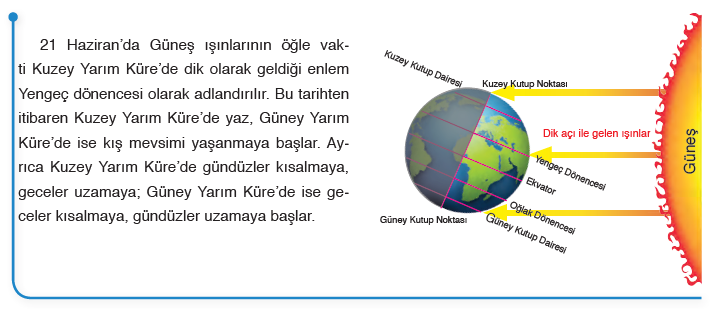 21 Haziran’da Güneş ışınlarının öğle vak-
ti Kuzey Yarım Küre’de dik olarak geldiği enlem
Yengeç dönencesi olarak adlandırılır. Bu tarihten
itibaren Kuzey Yarım Küre’de yaz, Güney Yarım
Küre’de ise kış mevsimi yaşanmaya başlar. Ay-
rıca Kuzey Yarım Küre’de gündüzler kısalmaya,
geceler uzamaya; Güney Yarım Küre’de ise ge-
celer kısalmaya, gündüzler uzamaya başlar.
Kuzey Kutup Dairesi
Kuzey Kutup Noktası
Dik açı ile gelen ışınlar
Yengeç Dönencesi
Ekvator
Oğlak Dönencesi
Güney Kutup Noktası
Güney Kutup Dairesi
Güneş